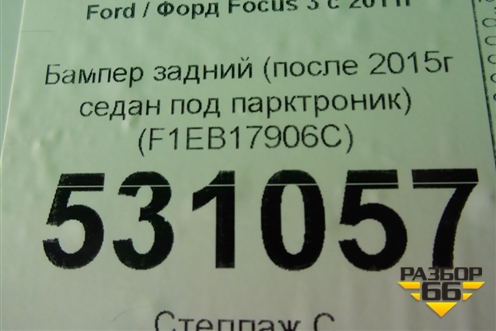 Ford / Форд Focus 3 с 2011г
Бампер задний (после 2015г
седан под парктроник)
(F1EB17906C)
531057
Стеллаж С
РАЗБОР
66